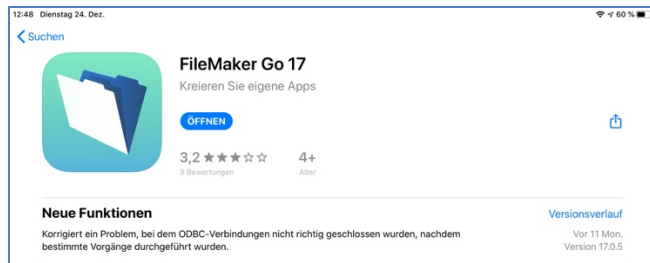 12:48 Dienstag 24. Dez.
60 %
Suchen
FileMaker Go 17
Kreieren Sie eigene Apps
ÖFFNEN
3,2 ★★★☆☆ 4+
9 Bewertungen Alter
Neue Funktionen Versionsverlauf
Korrigiert ein Problem, bei dem ODBC-Verbindungen nicht richtig geschlossen wurden, nachdem Vor 11 Mon.
bestimmte Vorgänge durchgeführt wurden. Version 17.0.5